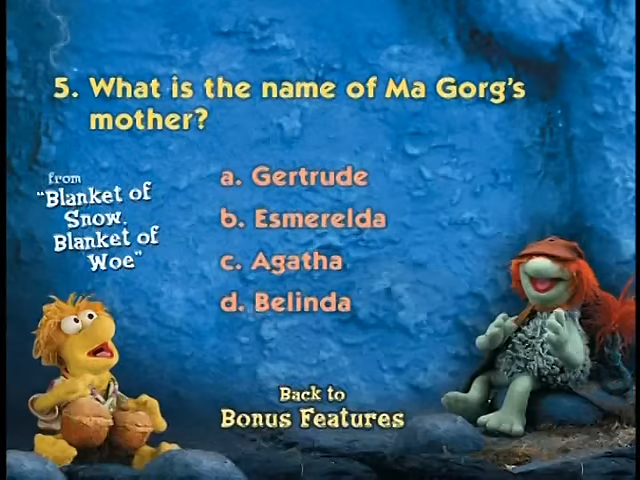 5. What is the name of Ma Gorg's
mother?
from
"Blanket of
Snow,
Blanket of
Woe"
a. Gertrude
b. Esmerelda
c. Agatha
d. Belinda
Back to
Bonus Features